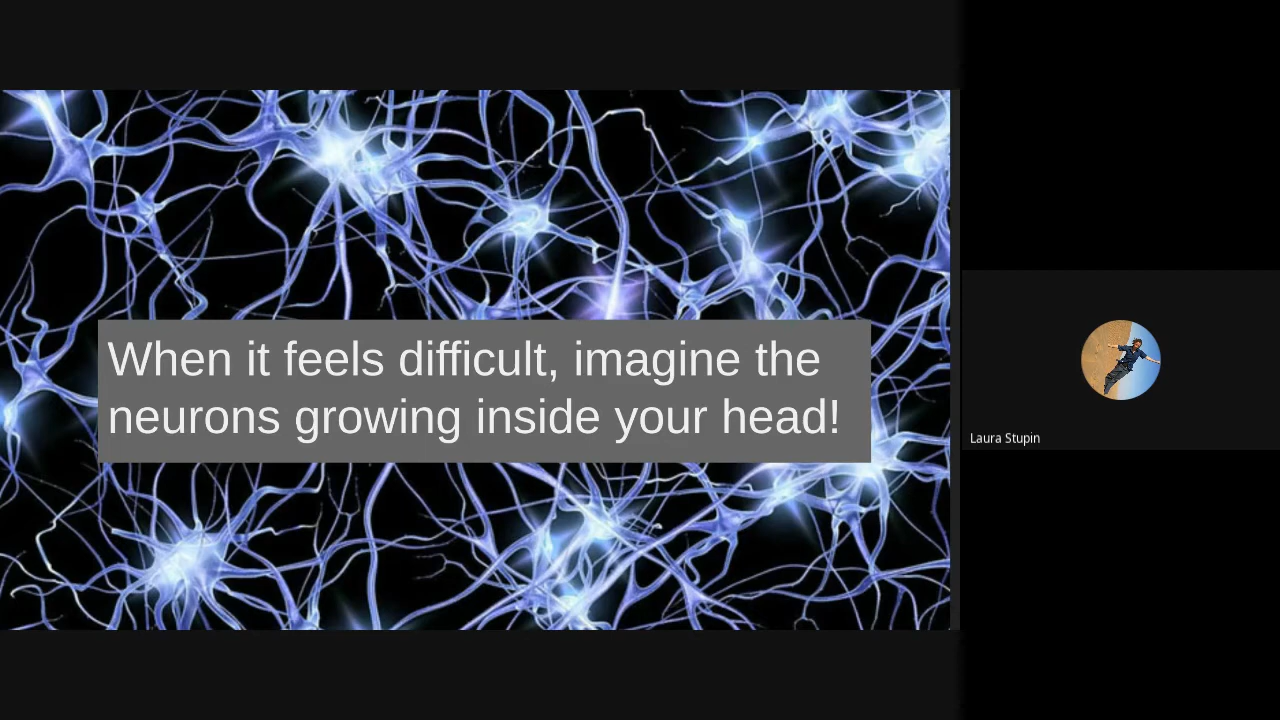 When it feels difficult, imagine the
neurons growing inside your head!
Laura Stupin